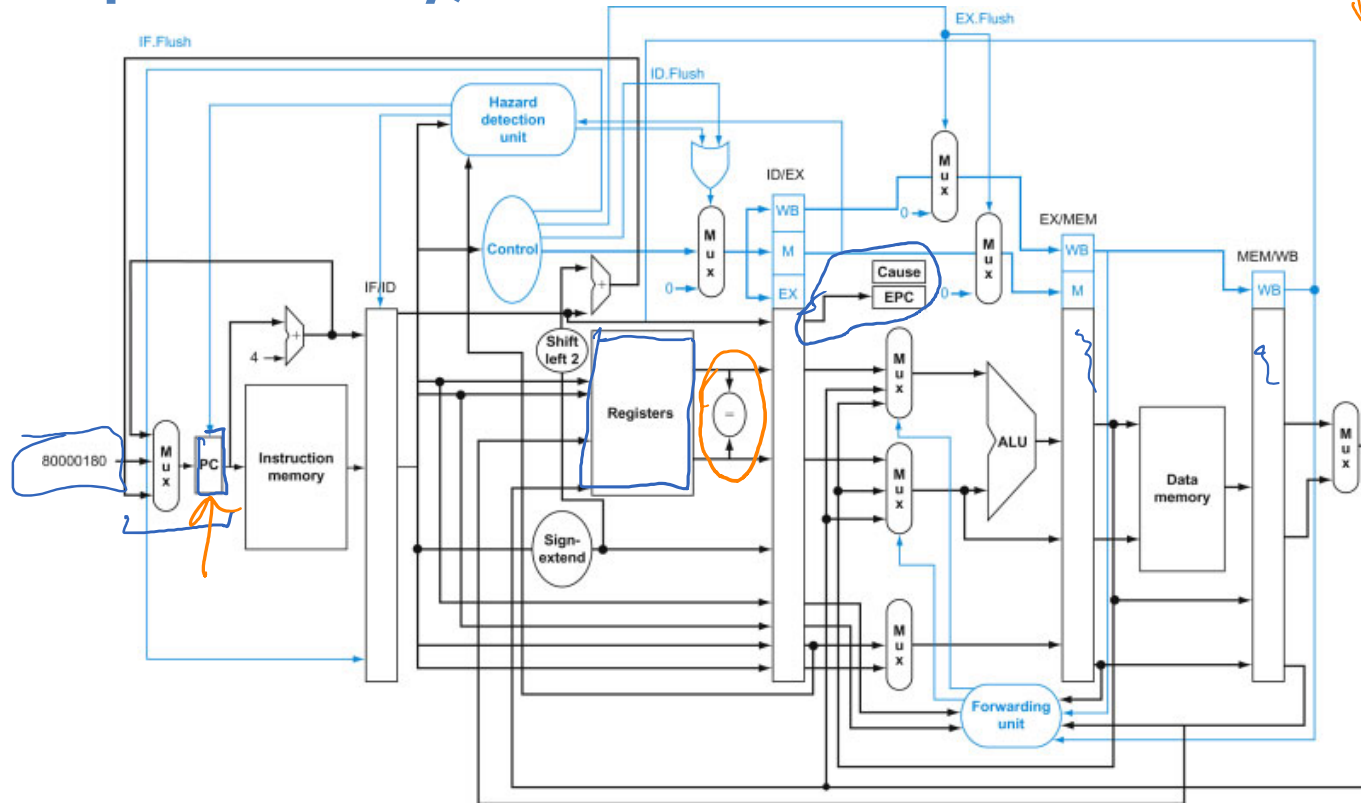 IF.Flush
EX.Flush
ID.Flush
Hazard
detection
unit
Control
M
u
x
0
ID/EX
WB
M
EX
M
u
x
0
M
u
x
0
Cause
EPC
EX/MEM
WB
M
MEM/WB
WB
IF/ID
4
+
+
Shift
left 2
80000180
M
u
x
PC
Instruction
memory
Registers
=
Sign-
extend
M
u
x
M
u
x
ALU
M
u
x
Data
memory
M
u
x
Forwarding
unit